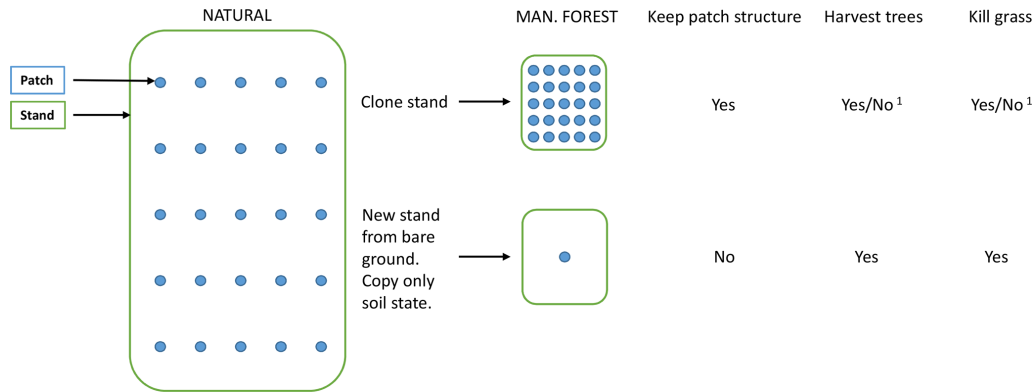 NATURAL
MAN. FOREST
Keep patch structure
Harvest trees
Kill grass
Patch
Stand
Clone stand
Yes
Yes/No 1
Yes/No 1
New stand
from bare
ground.
Copy only
soil state.
No
Yes
Yes